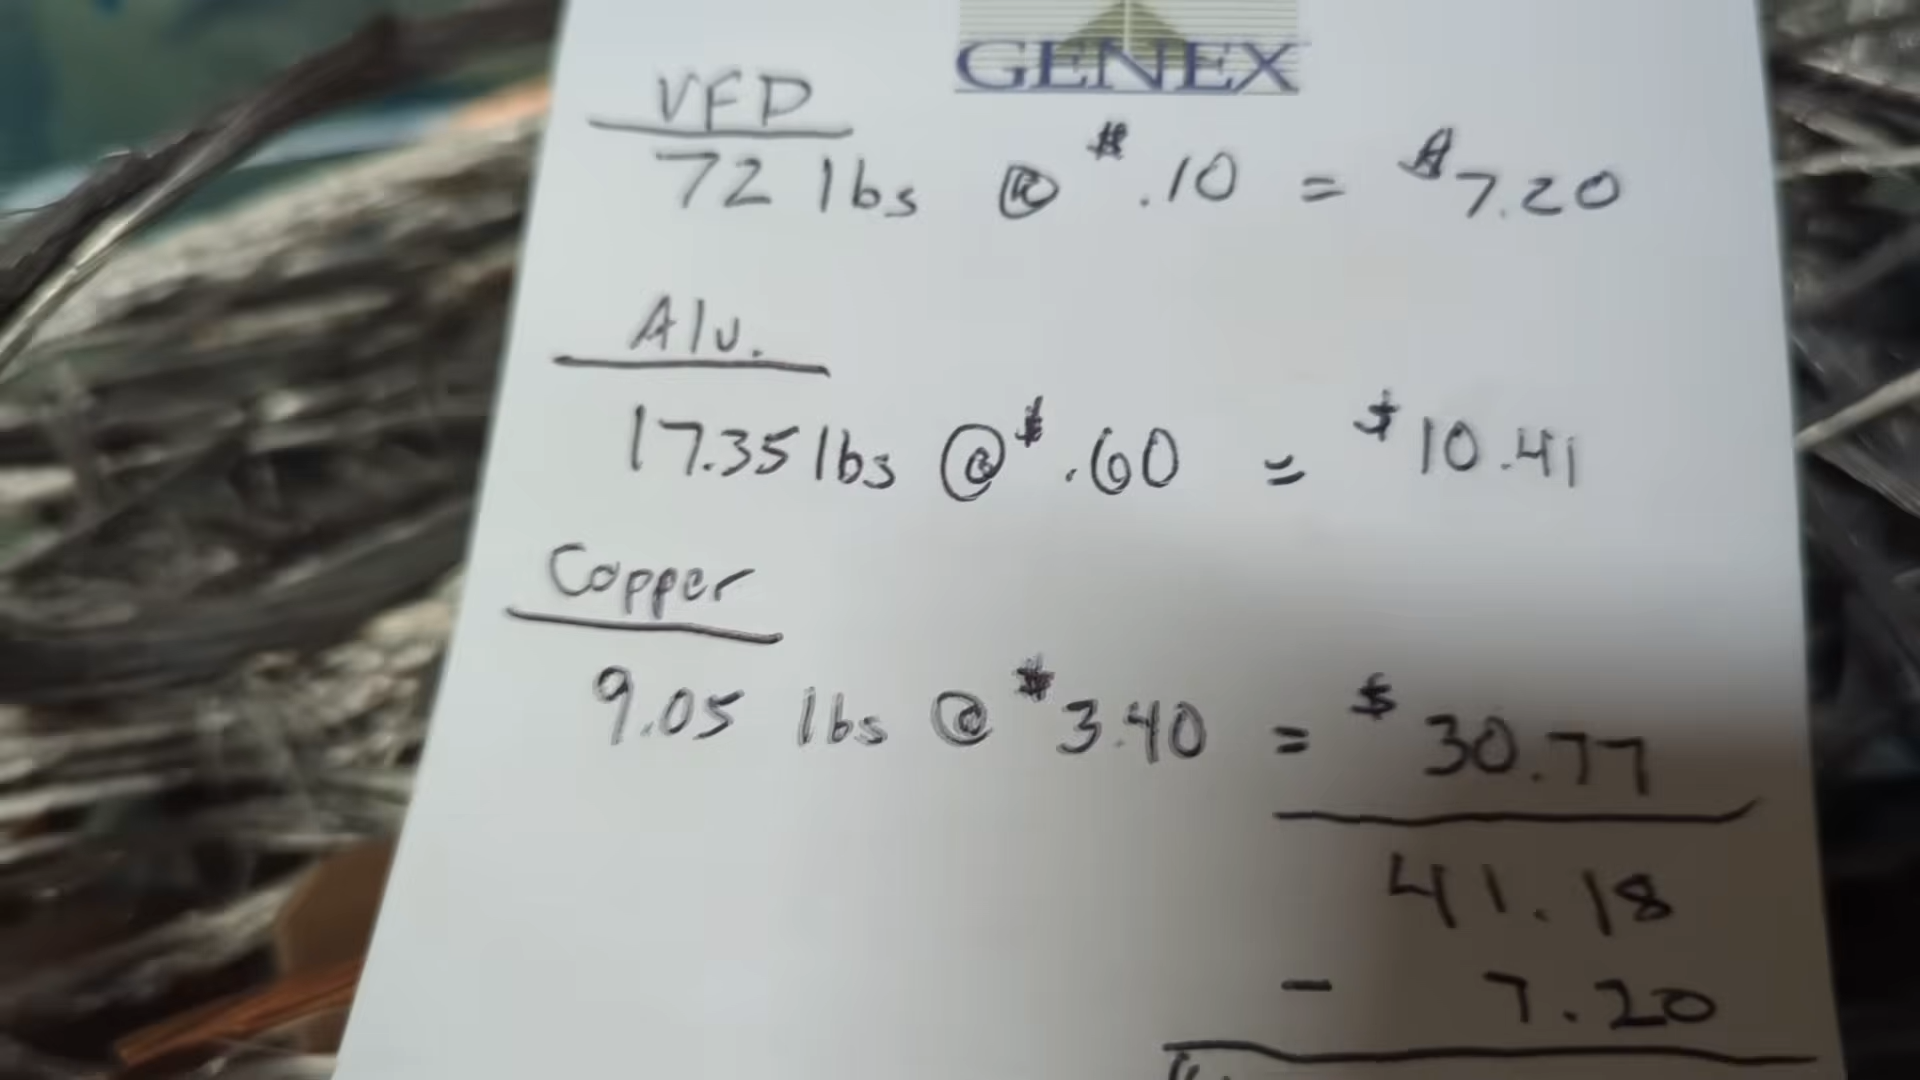 GENEX
VFD
72 lbs @ $.10 = $7.20
Alu.
17.35 lbs @ $.60 = $10.41
Copper
9.05 lbs @ $3.40 = $30.77
41.18
- 7.20